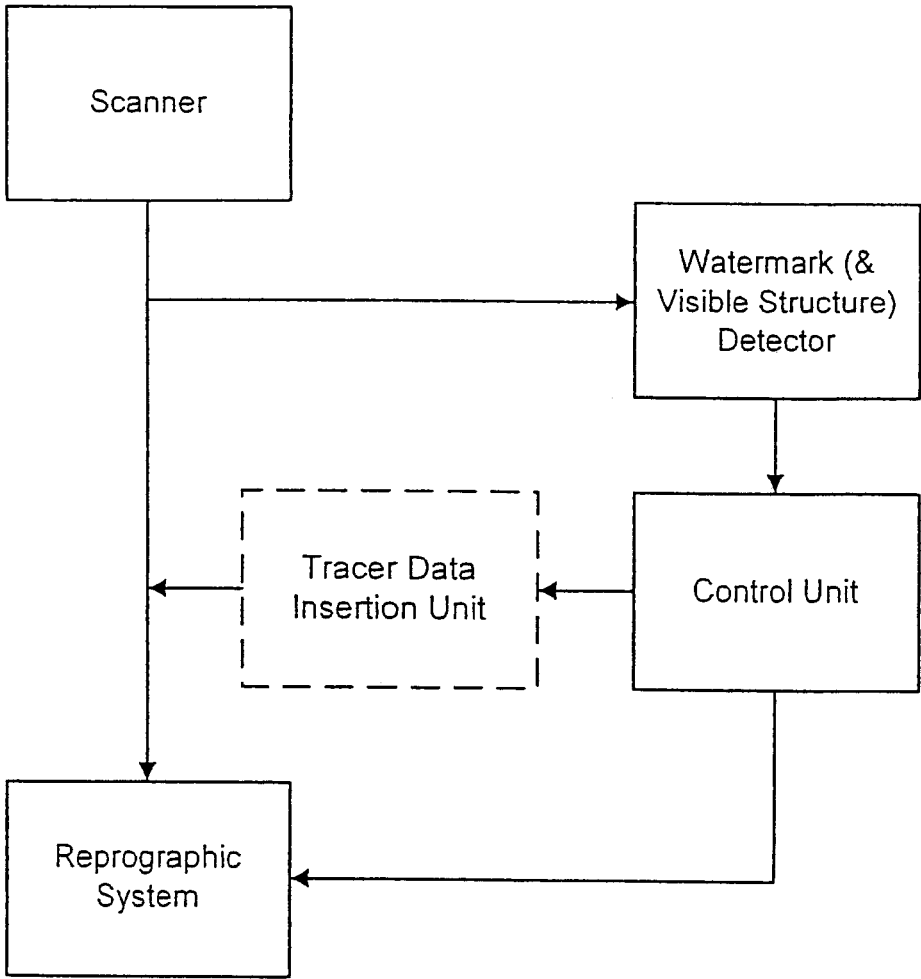 Scanner
Watermark (&
Visible Structure)
Detector
Tracer Data
Insertion Unit
Control Unit
Reprographic
System